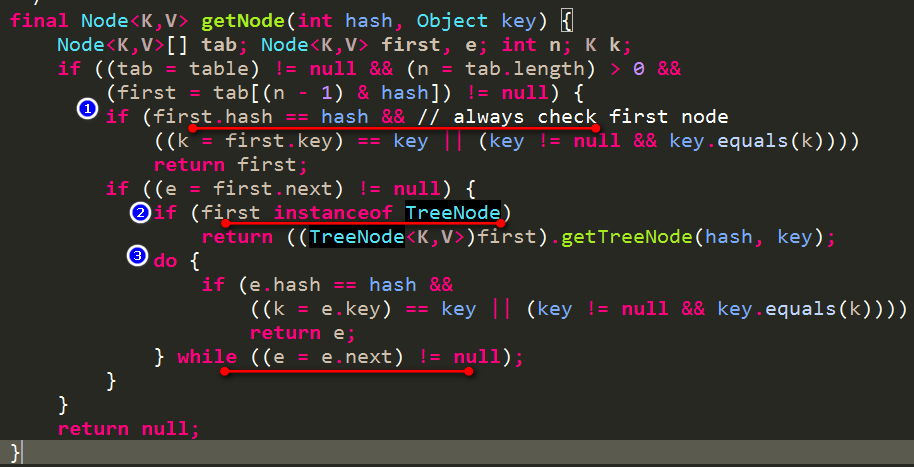 final Node<K,V> getNode(int hash, Object key) {
    Node<K,V>[] tab; Node<K,V> first, e; int n; K k;
    if ((tab = table) != null && (n = tab.length) > 0 &&
        (first = tab[(n - 1) & hash]) != null) {
1       if (first.hash == hash && // always check first node
            ((k = first.key) == key || (key != null && key.equals(k))))
            return first;
        if ((e = first.next) != null) {
2           if (first instanceof TreeNode)
                return ((TreeNode<K,V>)first).getTreeNode(hash, key);
3           do {
                if (e.hash == hash &&
                    ((k = e.key) == key || (key != null && key.equals(k))))
                    return e;
            } while ((e = e.next) != null);
        }
    }
    return null;
}